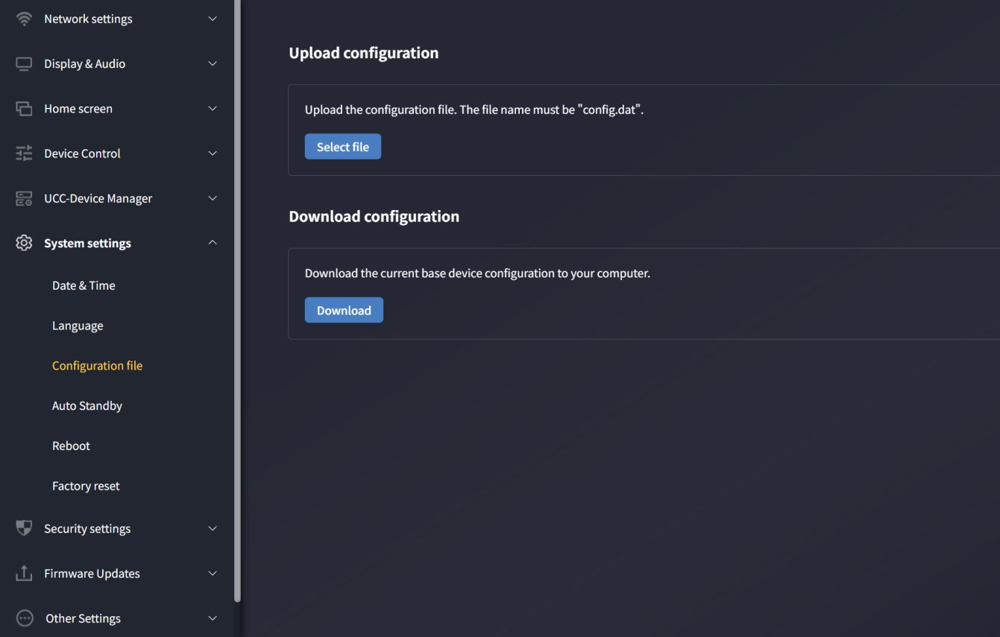 Network settings
Display & Audio
Home screen
Device Control
UCC-Device Manager
System settings
Date & Time
Language
Configuration file
Auto Standby
Reboot
Factory reset
Security settings
Firmware Updates
Other Settings
Upload configuration
Upload the configuration file. The file name must be "config.dat".
Select file
Download configuration
Download the current base device configuration to your computer.
Download